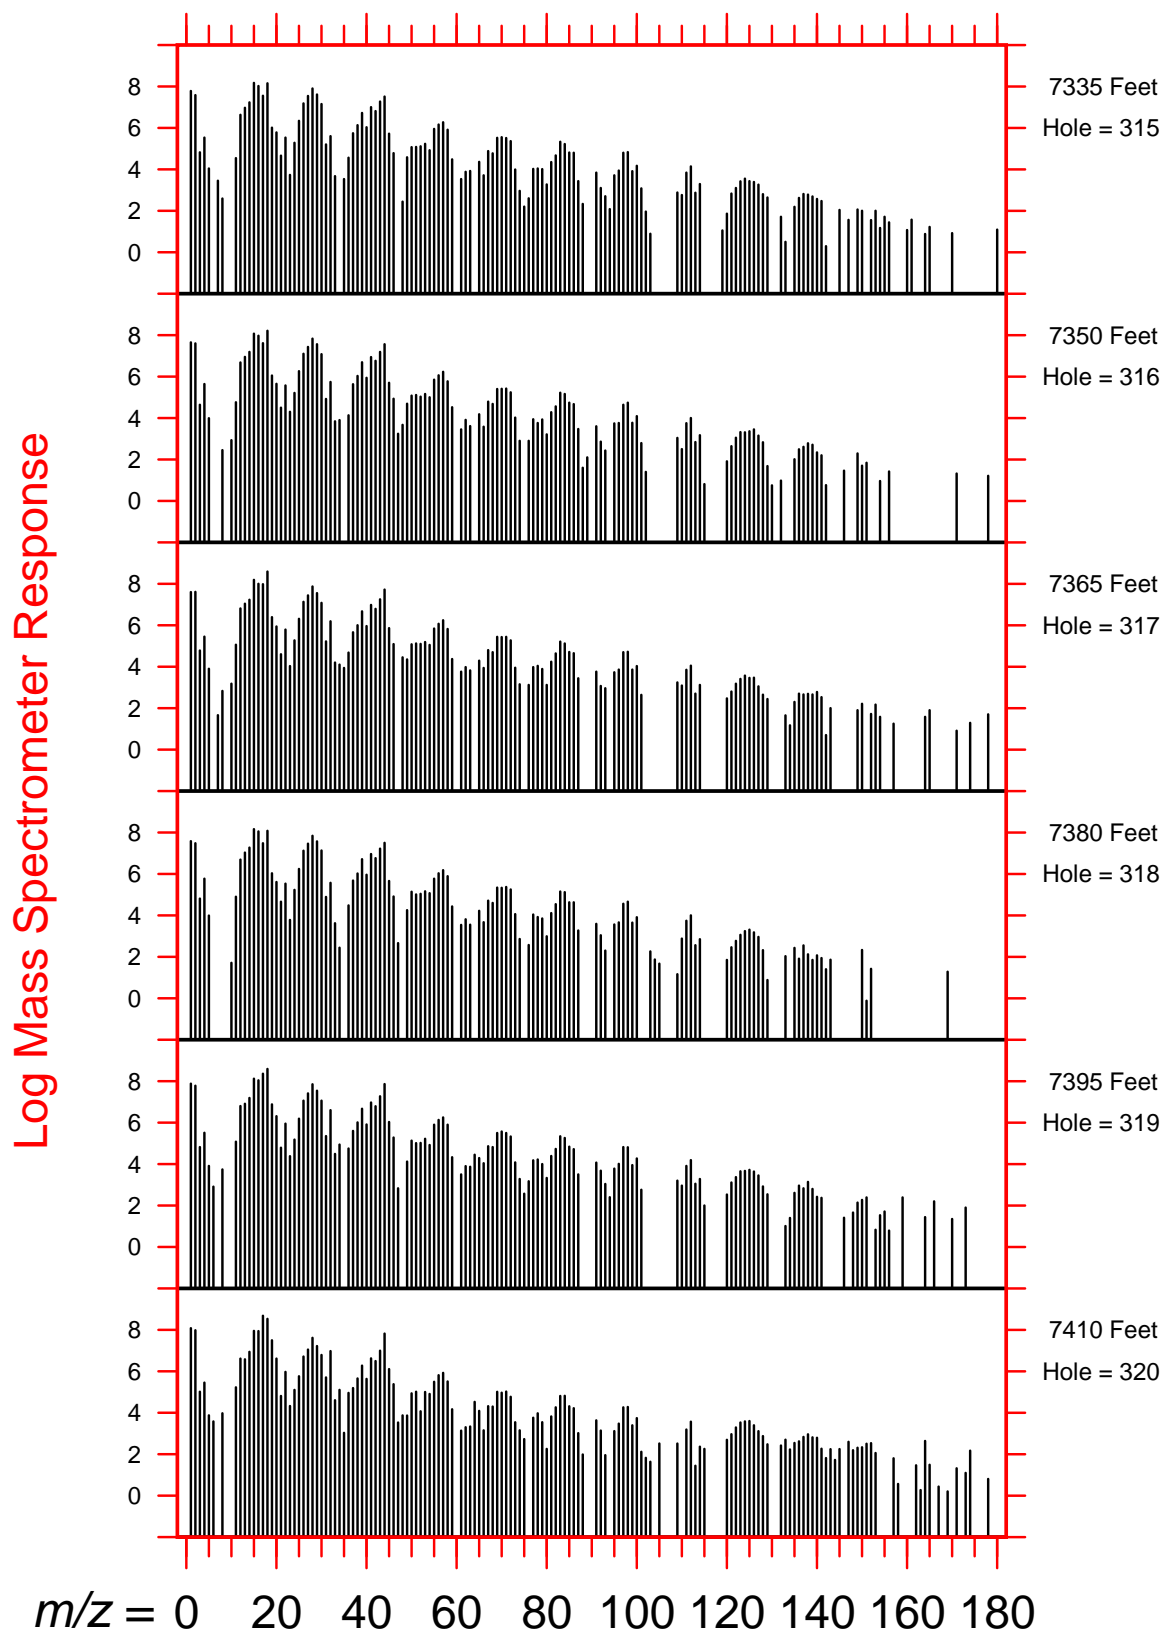 8
6
4
2
0
7335 Feet
Hole = 315
8
6
4
2
0
7350 Feet
Hole = 316
8
6
4
2
0
7365 Feet
Hole = 317
8
6
4
2
0
7380 Feet
Hole = 318
8
6
4
2
0
7395 Feet
Hole = 319
8
6
4
2
0
7410 Feet
Hole = 320
Log Mass Spectrometer Response
m/z = 0 20 40 60 80 100 120 140 160 180